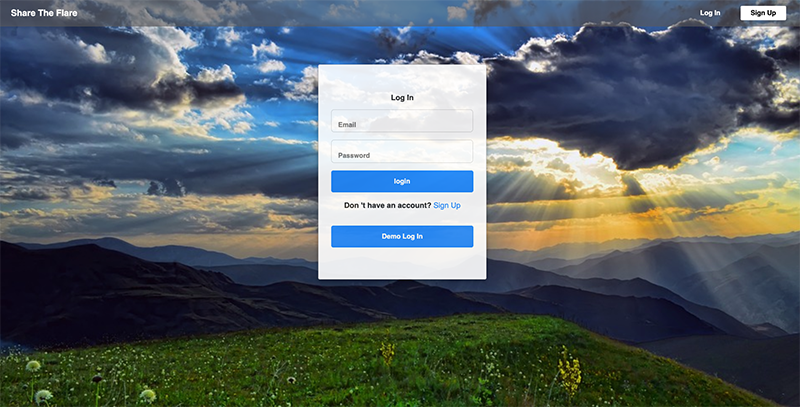 Share The Flare
Log In
Sign Up
Log In
Email
Password
login
Don 't have an account? Sign Up
Demo Log In